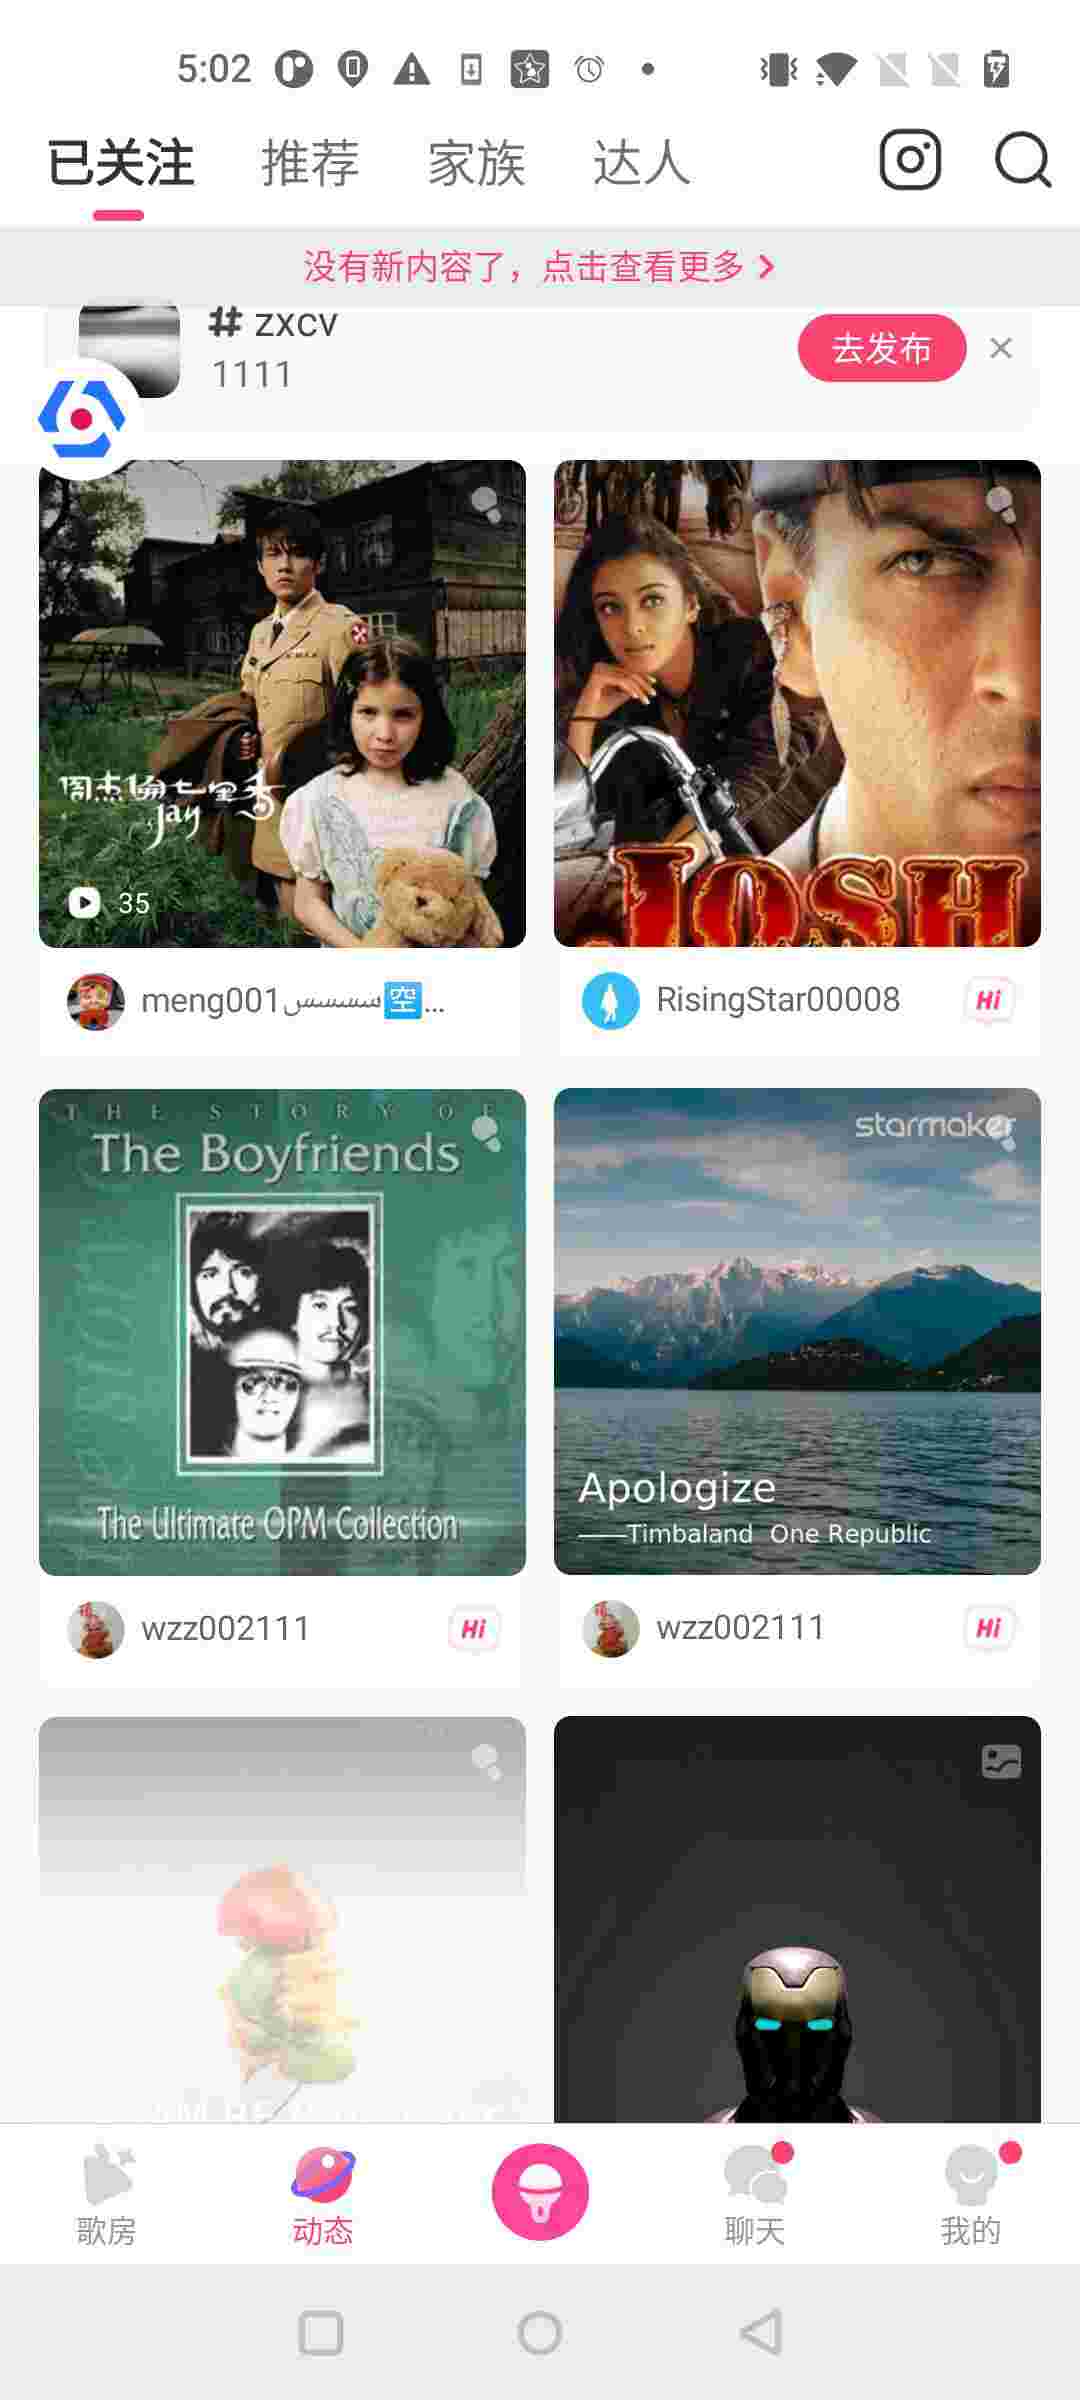 5:02
已关注 推荐 家族 达人
没有新内容了，点击查看更多
# zxcv
1111
去发布
周杰倫七里香
Jay
35
JOSH
meng001سسسسس🈳...
RisingStar00008
Hi
THE STORY OF
The Boyfriends
The Ultimate OPM Collection
starmaker
Apologize
——Timbaland One Republic
wzz002111
Hi
wzz002111
Hi
歌房 动态 聊天 我的